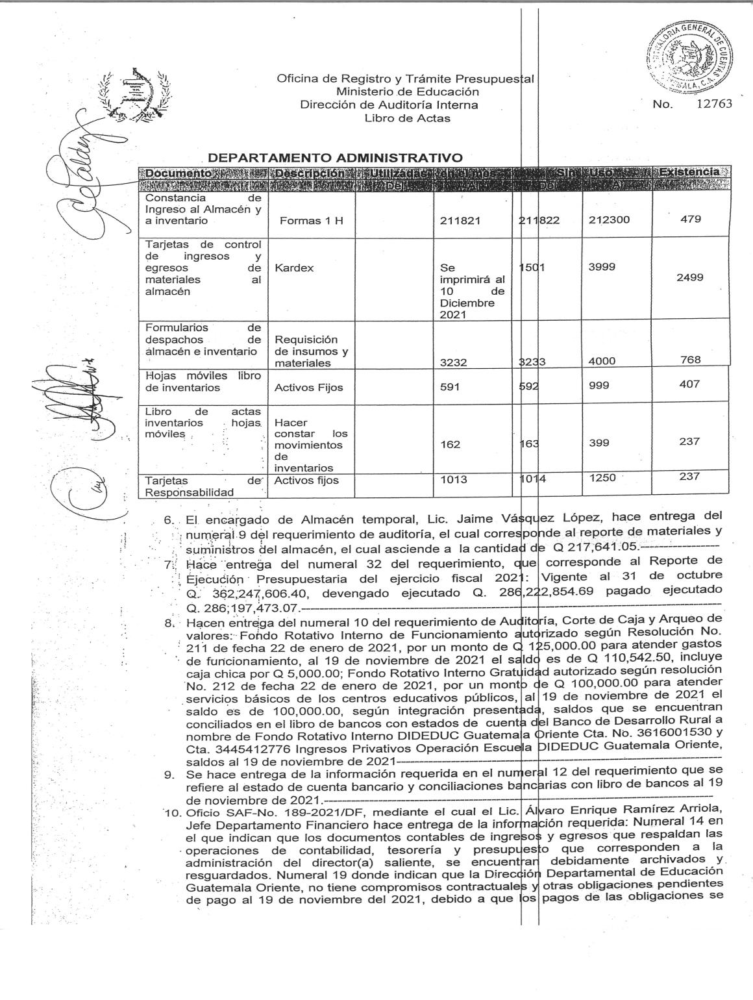 CONTRALORIA GENERAL DE CUENTAS
GUATEMALA, C.A.
Oficina de Registro y Trámite Presupuestal
Ministerio de Educación
Dirección de Auditoría Interna
Libro de Actas
No. 12763
DEPARTAMENTO ADMINISTRATIVO
Documento Descripción Utilizadas en el mes Sin Uso Existencia
Del Al Del Al
Constancia de
Ingreso al Almacén y
a inventario Formas 1 H 211821 211822 212300 479
Tarjetas de control
de ingresos y
egresos de Kardex Se 1501 3999
materiales al imprimirá al 2499
almacén 10 de
Diciembre
2021
Formularios de
despachos de Requisición
almacén e inventario de insumos y
materiales 3232 3233 4000 768
Hojas móviles libro
de inventarios Activos Fijos 591 592 999 407
Libro de actas
inventarios hojas Hacer
móviles constar los
movimientos 162 163 399 237
de
inventarios
Tarjetas de Activos fijos 1013 1014 1250 237
Responsabilidad
6. El encargado de Almacén temporal, Lic. Jaime Vásquez López, hace entrega del
numeral 9 del requerimiento de auditoría, el cual corresponde al reporte de materiales y
suministros del almacén, el cual asciende a la cantidad de Q 217,641.05.-----------------
7. Hace entrega del numeral 32 del requerimiento, que corresponde al Reporte de
Ejecución Presupuestaria del ejercicio fiscal 2021: Vigente al 31 de octubre
Q. 362,247,606.40, devengado ejecutado Q. 286,222,854.69 pagado ejecutado
Q. 286,197,473.07.-----------------------------------------------------------------
8. Hacen entrega del numeral 10 del requerimiento de Auditoría, Corte de Caja y Arqueo de
valores: Fondo Rotativo Interno de Funcionamiento autorizado según Resolución No.
211 de fecha 22 de enero de 2021, por un monto de Q 125,000.00 para atender gastos
de funcionamiento, al 19 de noviembre de 2021 el saldo es de Q 110,542.50, incluye
caja chica por Q 5,000.00; Fondo Rotativo Interno Gratuidad autorizado según resolución
No. 212 de fecha 22 de enero de 2021, por un monto de Q 100,000.00 para atender
servicios básicos de los centros educativos públicos, al 19 de noviembre de 2021 el
saldo es de 100,000.00, según integración presentada, saldos que se encuentran
conciliados en el libro de bancos con estados de cuenta del Banco de Desarrollo Rural a
nombre de Fondo Rotativo Interno DIDEDUC Guatemala Oriente Cta. No. 3616001530 y
Cta. 3445412776 Ingresos Privativos Operación Escuela DIDEDUC Guatemala Oriente,
saldos al 19 de noviembre de 2021-----------------------------------------------------
9. Se hace entrega de la información requerida en el numeral 12 del requerimiento que se
refiere al estado de cuenta bancario y conciliaciones bancarias con libro de bancos al 19
de noviembre de 2021.-----------------------------------------------------------------
10. Oficio SAF-No. 189-2021/DF, mediante el cual el Lic. Álvaro Enrique Ramírez Arriola,
Jefe Departamento Financiero hace entrega de la información requerida: Numeral 14 en
el que indican que los documentos contables de ingresos y egresos que respaldan las
operaciones de contabilidad, tesorería y presupuesto que corresponden a la
administración del director(a) saliente, se encuentran debidamente archivados y
resguardados. Numeral 19 donde indican que la Dirección Departamental de Educación
Guatemala Oriente, no tiene compromisos contractuales y otras obligaciones pendientes
de pago al 19 de noviembre del 2021, debido a que los pagos de las obligaciones se